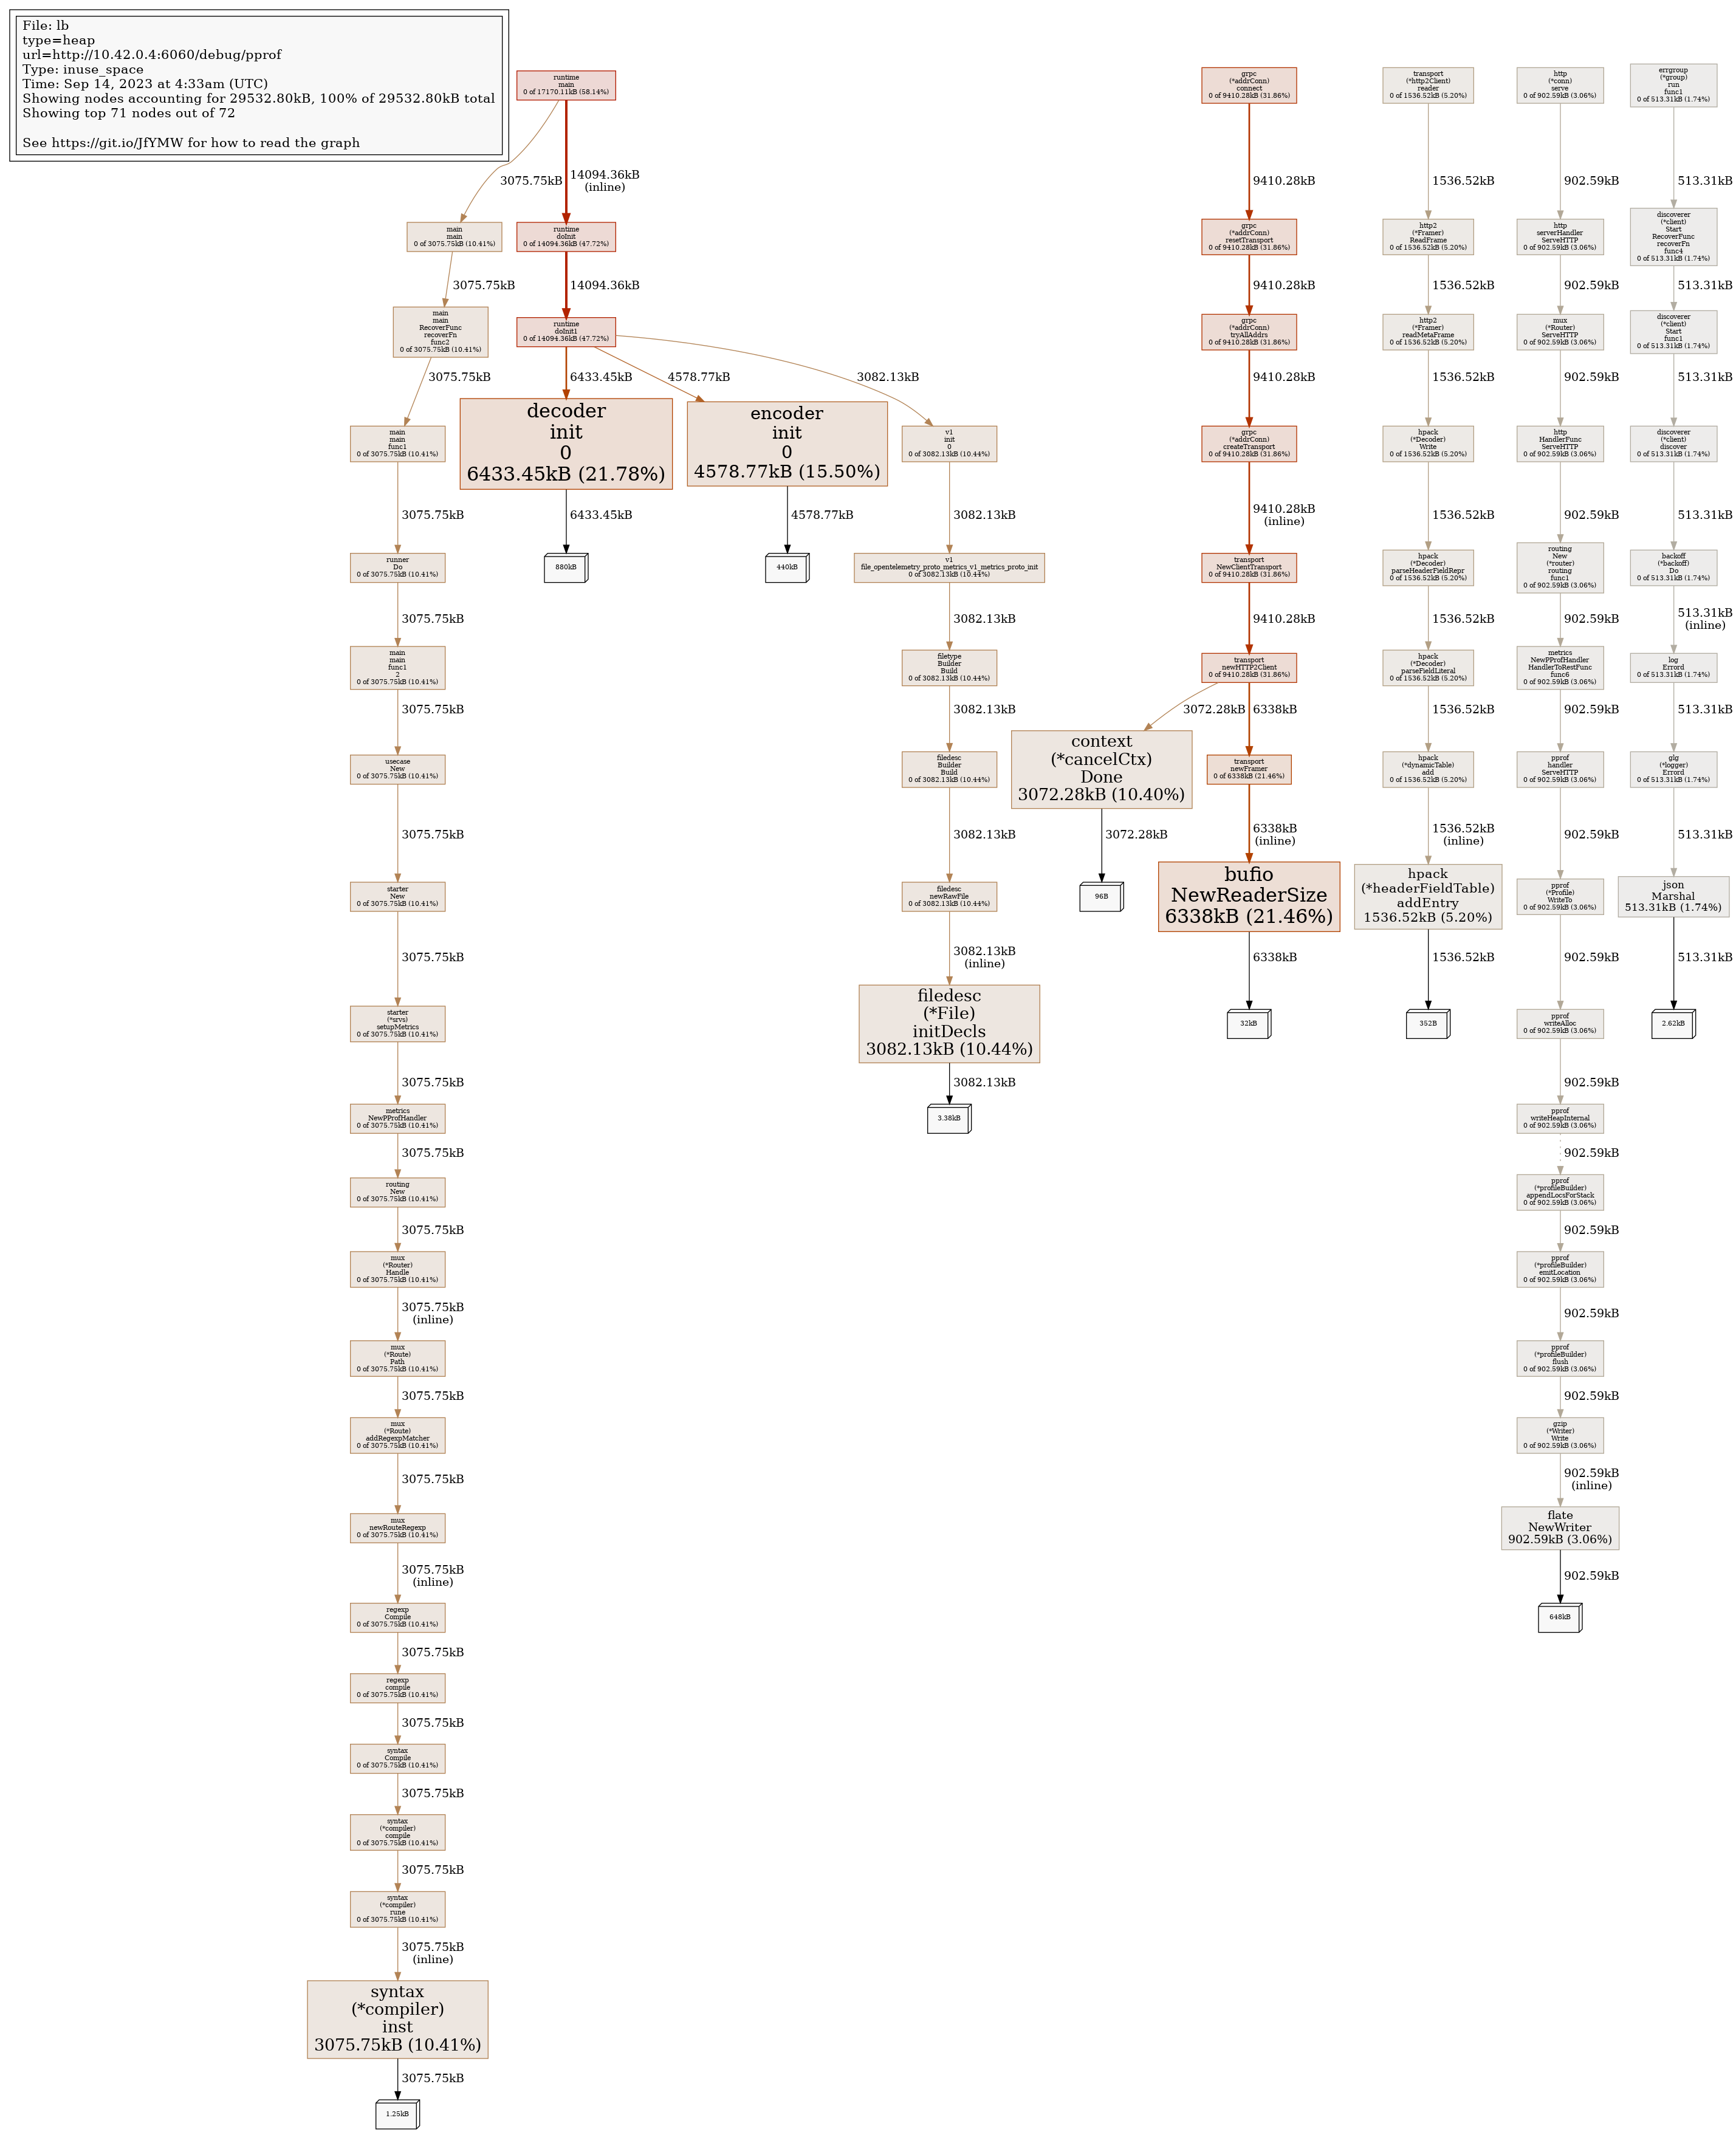 File: lb
type=heap
url=http://10.42.0.4:6060/debug/pprof
Type: inuse_space
Time: Sep 14, 2023 at 4:33am (UTC)
Showing nodes accounting for 29532.80kB, 100% of 29532.80kB total
Showing top 71 nodes out of 72
See https://git.io/JfYMW for how to read the graph
runtime
main
0 of 17170.11kB (58.14%)
3075.75kB
14094.36kB
(inline)
main
main
0 of 3075.75kB (10.41%)
3075.75kB
main
main
RecoverFunc
recoverFn
func2
0 of 3075.75kB (10.41%)
3075.75kB
main
main
func1
0 of 3075.75kB (10.41%)
3075.75kB
runner
Do
0 of 3075.75kB (10.41%)
3075.75kB
main
main
func1
2
0 of 3075.75kB (10.41%)
3075.75kB
usecase
New
0 of 3075.75kB (10.41%)
3075.75kB
starter
New
0 of 3075.75kB (10.41%)
3075.75kB
starter
(*srvs)
setupMetrics
0 of 3075.75kB (10.41%)
3075.75kB
metrics
NewPProfHandler
0 of 3075.75kB (10.41%)
3075.75kB
routing
New
0 of 3075.75kB (10.41%)
3075.75kB
mux
(*Router)
Handle
0 of 3075.75kB (10.41%)
3075.75kB
(inline)
mux
(*Route)
Path
0 of 3075.75kB (10.41%)
3075.75kB
mux
(*Route)
addRegexpMatcher
0 of 3075.75kB (10.41%)
3075.75kB
mux
newRouteRegexp
0 of 3075.75kB (10.41%)
3075.75kB
(inline)
regexp
Compile
0 of 3075.75kB (10.41%)
3075.75kB
regexp
compile
0 of 3075.75kB (10.41%)
3075.75kB
syntax
Compile
0 of 3075.75kB (10.41%)
3075.75kB
syntax
(*compiler)
compile
0 of 3075.75kB (10.41%)
3075.75kB
syntax
(*compiler)
rune
0 of 3075.75kB (10.41%)
3075.75kB
(inline)
syntax
(*compiler)
inst
3075.75kB (10.41%)
3075.75kB
1.25kB
runtime
doInit
0 of 14094.36kB (47.72%)
14094.36kB
runtime
doInit1
0 of 14094.36kB (47.72%)
6433.45kB
4578.77kB
3082.13kB
decoder
init
0
6433.45kB (21.78%)
6433.45kB
880kB
encoder
init
0
4578.77kB (15.50%)
4578.77kB
440kB
v1
init
0
0 of 3082.13kB (10.44%)
3082.13kB
v1
file_opentelemetry_proto_metrics_v1_metrics_proto_init
0 of 3082.13kB (10.44%)
3082.13kB
filetype
Builder
Build
0 of 3082.13kB (10.44%)
3082.13kB
filedesc
Builder
Build
0 of 3082.13kB (10.44%)
3082.13kB
filedesc
newRawFile
0 of 3082.13kB (10.44%)
3082.13kB
(inline)
filedesc
(*File)
initDecls
3082.13kB (10.44%)
3082.13kB
3.38kB
grpc
(*addrConn)
connect
0 of 9410.28kB (31.86%)
9410.28kB
grpc
(*addrConn)
resetTransport
0 of 9410.28kB (31.86%)
9410.28kB
grpc
(*addrConn)
tryAllAddrs
0 of 9410.28kB (31.86%)
9410.28kB
grpc
(*addrConn)
createTransport
0 of 9410.28kB (31.86%)
9410.28kB
(inline)
transport
NewClientTransport
0 of 9410.28kB (31.86%)
9410.28kB
transport
newHTTP2Client
0 of 9410.28kB (31.86%)
3072.28kB
6338kB
context
(*cancelCtx)
Done
3072.28kB (10.40%)
3072.28kB
96B
transport
newFramer
0 of 6338kB (21.46%)
6338kB
(inline)
bufio
NewReaderSize
6338kB (21.46%)
6338kB
32kB
transport
(*http2Client)
reader
0 of 1536.52kB (5.20%)
1536.52kB
http2
(*Framer)
ReadFrame
0 of 1536.52kB (5.20%)
1536.52kB
http2
(*Framer)
readMetaFrame
0 of 1536.52kB (5.20%)
1536.52kB
hpack
(*Decoder)
Write
0 of 1536.52kB (5.20%)
1536.52kB
hpack
(*Decoder)
parseHeaderFieldRepr
0 of 1536.52kB (5.20%)
1536.52kB
hpack
(*Decoder)
parseFieldLiteral
0 of 1536.52kB (5.20%)
1536.52kB
hpack
(*dynamicTable)
add
0 of 1536.52kB (5.20%)
1536.52kB
(inline)
hpack
(*headerFieldTable)
addEntry
1536.52kB (5.20%)
1536.52kB
352B
http
(*conn)
serve
0 of 902.59kB (3.06%)
902.59kB
http
serverHandler
ServeHTTP
0 of 902.59kB (3.06%)
902.59kB
mux
(*Router)
ServeHTTP
0 of 902.59kB (3.06%)
902.59kB
http
HandlerFunc
ServeHTTP
0 of 902.59kB (3.06%)
902.59kB
routing
New
(*router)
routing
func1
0 of 902.59kB (3.06%)
902.59kB
metrics
NewPProfHandler
HandlerToRestFunc
func6
0 of 902.59kB (3.06%)
902.59kB
pprof
handler
ServeHTTP
0 of 902.59kB (3.06%)
902.59kB
pprof
(*Profile)
WriteTo
0 of 902.59kB (3.06%)
902.59kB
pprof
writeAlloc
0 of 902.59kB (3.06%)
902.59kB
pprof
writeHeapInternal
0 of 902.59kB (3.06%)
902.59kB
pprof
(*profileBuilder)
appendLocsForStack
0 of 902.59kB (3.06%)
902.59kB
pprof
(*profileBuilder)
emitLocation
0 of 902.59kB (3.06%)
902.59kB
pprof
(*profileBuilder)
flush
0 of 902.59kB (3.06%)
902.59kB
gzip
(*Writer)
Write
0 of 902.59kB (3.06%)
902.59kB
(inline)
flate
NewWriter
902.59kB (3.06%)
902.59kB
648kB
errgroup
(*group)
run
func1
0 of 513.31kB (1.74%)
513.31kB
discoverer
(*client)
Start
RecoverFunc
recoverFn
func4
0 of 513.31kB (1.74%)
513.31kB
discoverer
(*client)
Start
func1
0 of 513.31kB (1.74%)
513.31kB
discoverer
(*client)
discover
0 of 513.31kB (1.74%)
513.31kB
backoff
(*backoff)
Do
0 of 513.31kB (1.74%)
513.31kB
(inline)
log
Errord
0 of 513.31kB (1.74%)
513.31kB
glg
(*logger)
Errord
0 of 513.31kB (1.74%)
513.31kB
json
Marshal
513.31kB (1.74%)
513.31kB
2.62kB